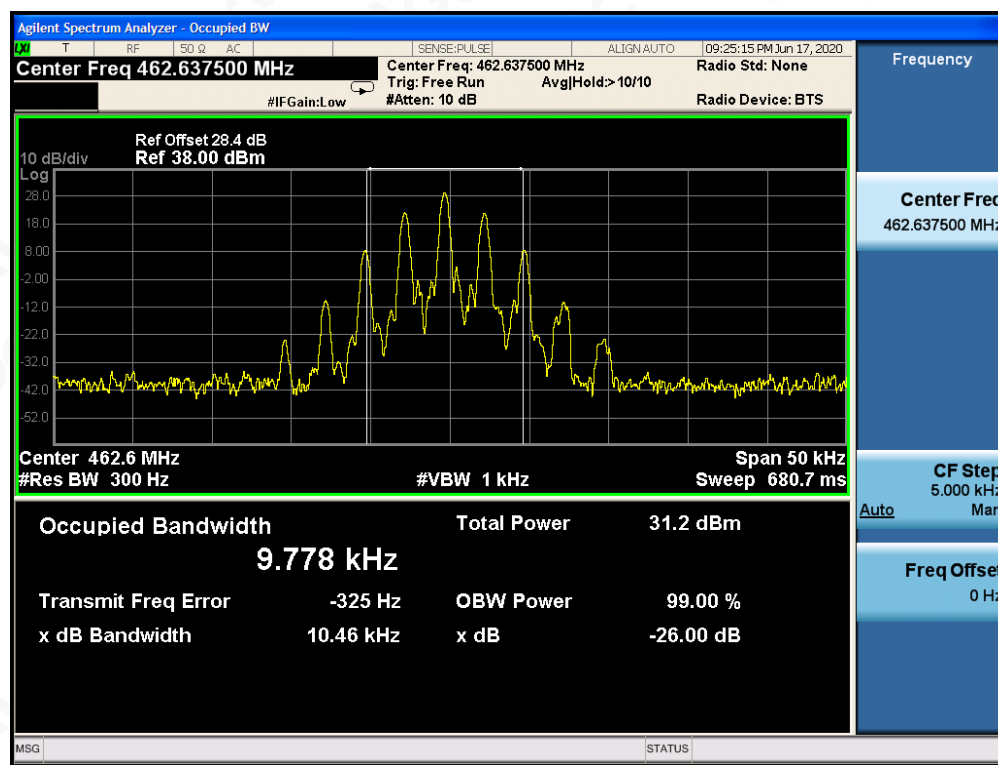 Agilent Spectrum Analyzer - Occupied BW
LXI T RF 50 Ω AC SENSE:PULSE ALIGN AUTO 09:25:15 PM Jun 17, 2020
Center Freq 462.637500 MHz
Center Freq: 462.637500 MHz
Radio Std: None
Trig: Free Run Avg|Hold:>10/10
#IFGain:Low #Atten: 10 dB Radio Device: BTS
Ref Offset 28.4 dB
10 dB/div Ref 38.00 dBm
Log
28.0
18.0
8.00
-2.00
-12.0
-22.0
-32.0
-42.0
-52.0
Center 462.6 MHz Span 50 kHz
#Res BW 300 Hz #VBW 1 kHz Sweep 680.7 ms
Occupied Bandwidth Total Power 31.2 dBm
9.778 kHz
Transmit Freq Error -325 Hz OBW Power 99.00 %
x dB Bandwidth 10.46 kHz x dB -26.00 dB
MSG STATUS
Frequency
Center Freq
462.637500 MHz
CF Step
5.000 kHz
Auto Man
Freq Offset
0 Hz